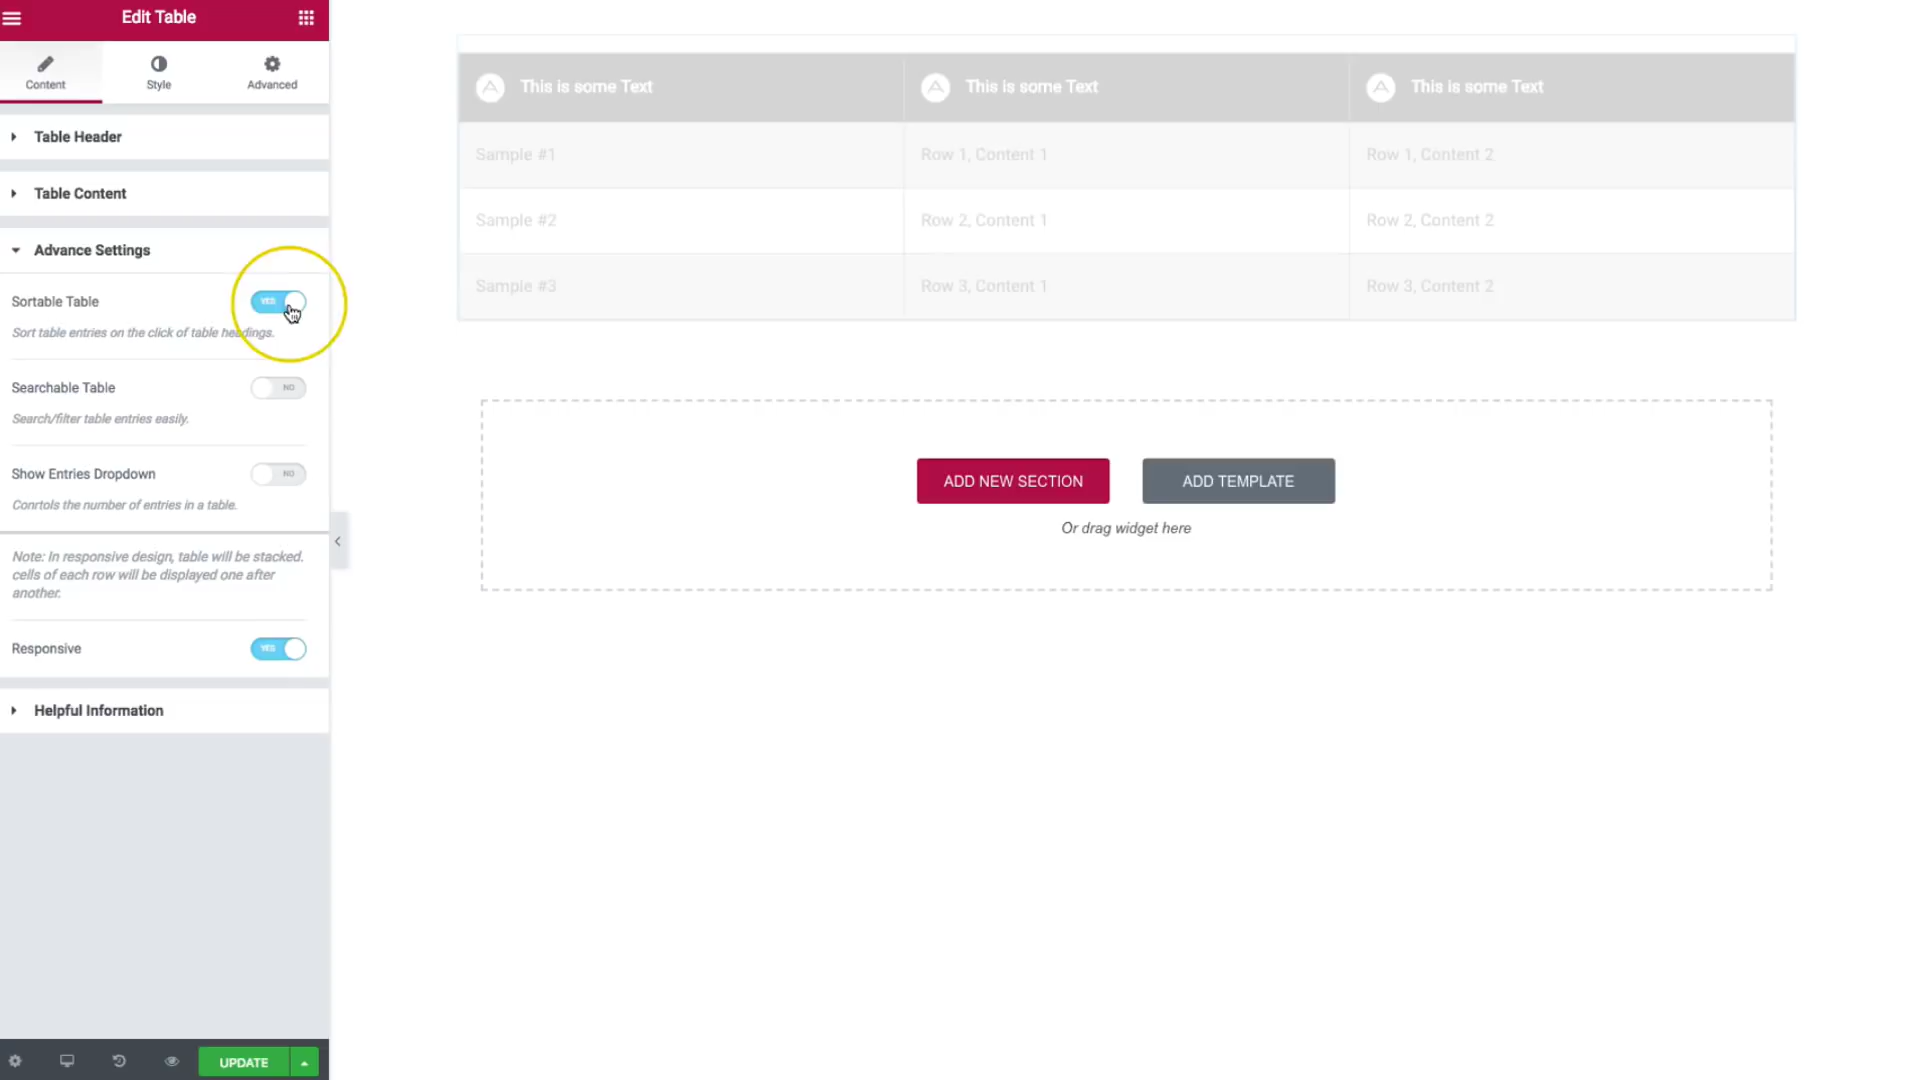 Edit Table
Content
Style
Advanced
Table Header
Table Content
Advance Settings
Sortable Table
YES
Sort table entries on the click of table headings.
Searchable Table
NO
Search/filter table entries easily.
Show Entries Dropdown
NO
Conrtols the number of entries in a table.
Note: In responsive design, table will be stacked.
cells of each row will be displayed one after
another.
Responsive
YES
Helpful Information
UPDATE
This is some Text
This is some Text
This is some Text
Sample #1
Row 1, Content 1
Row 1, Content 2
Sample #2
Row 2, Content 1
Row 2, Content 2
Sample #3
Row 3, Content 1
Row 3, Content 2
ADD NEW SECTION
ADD TEMPLATE
Or drag widget here